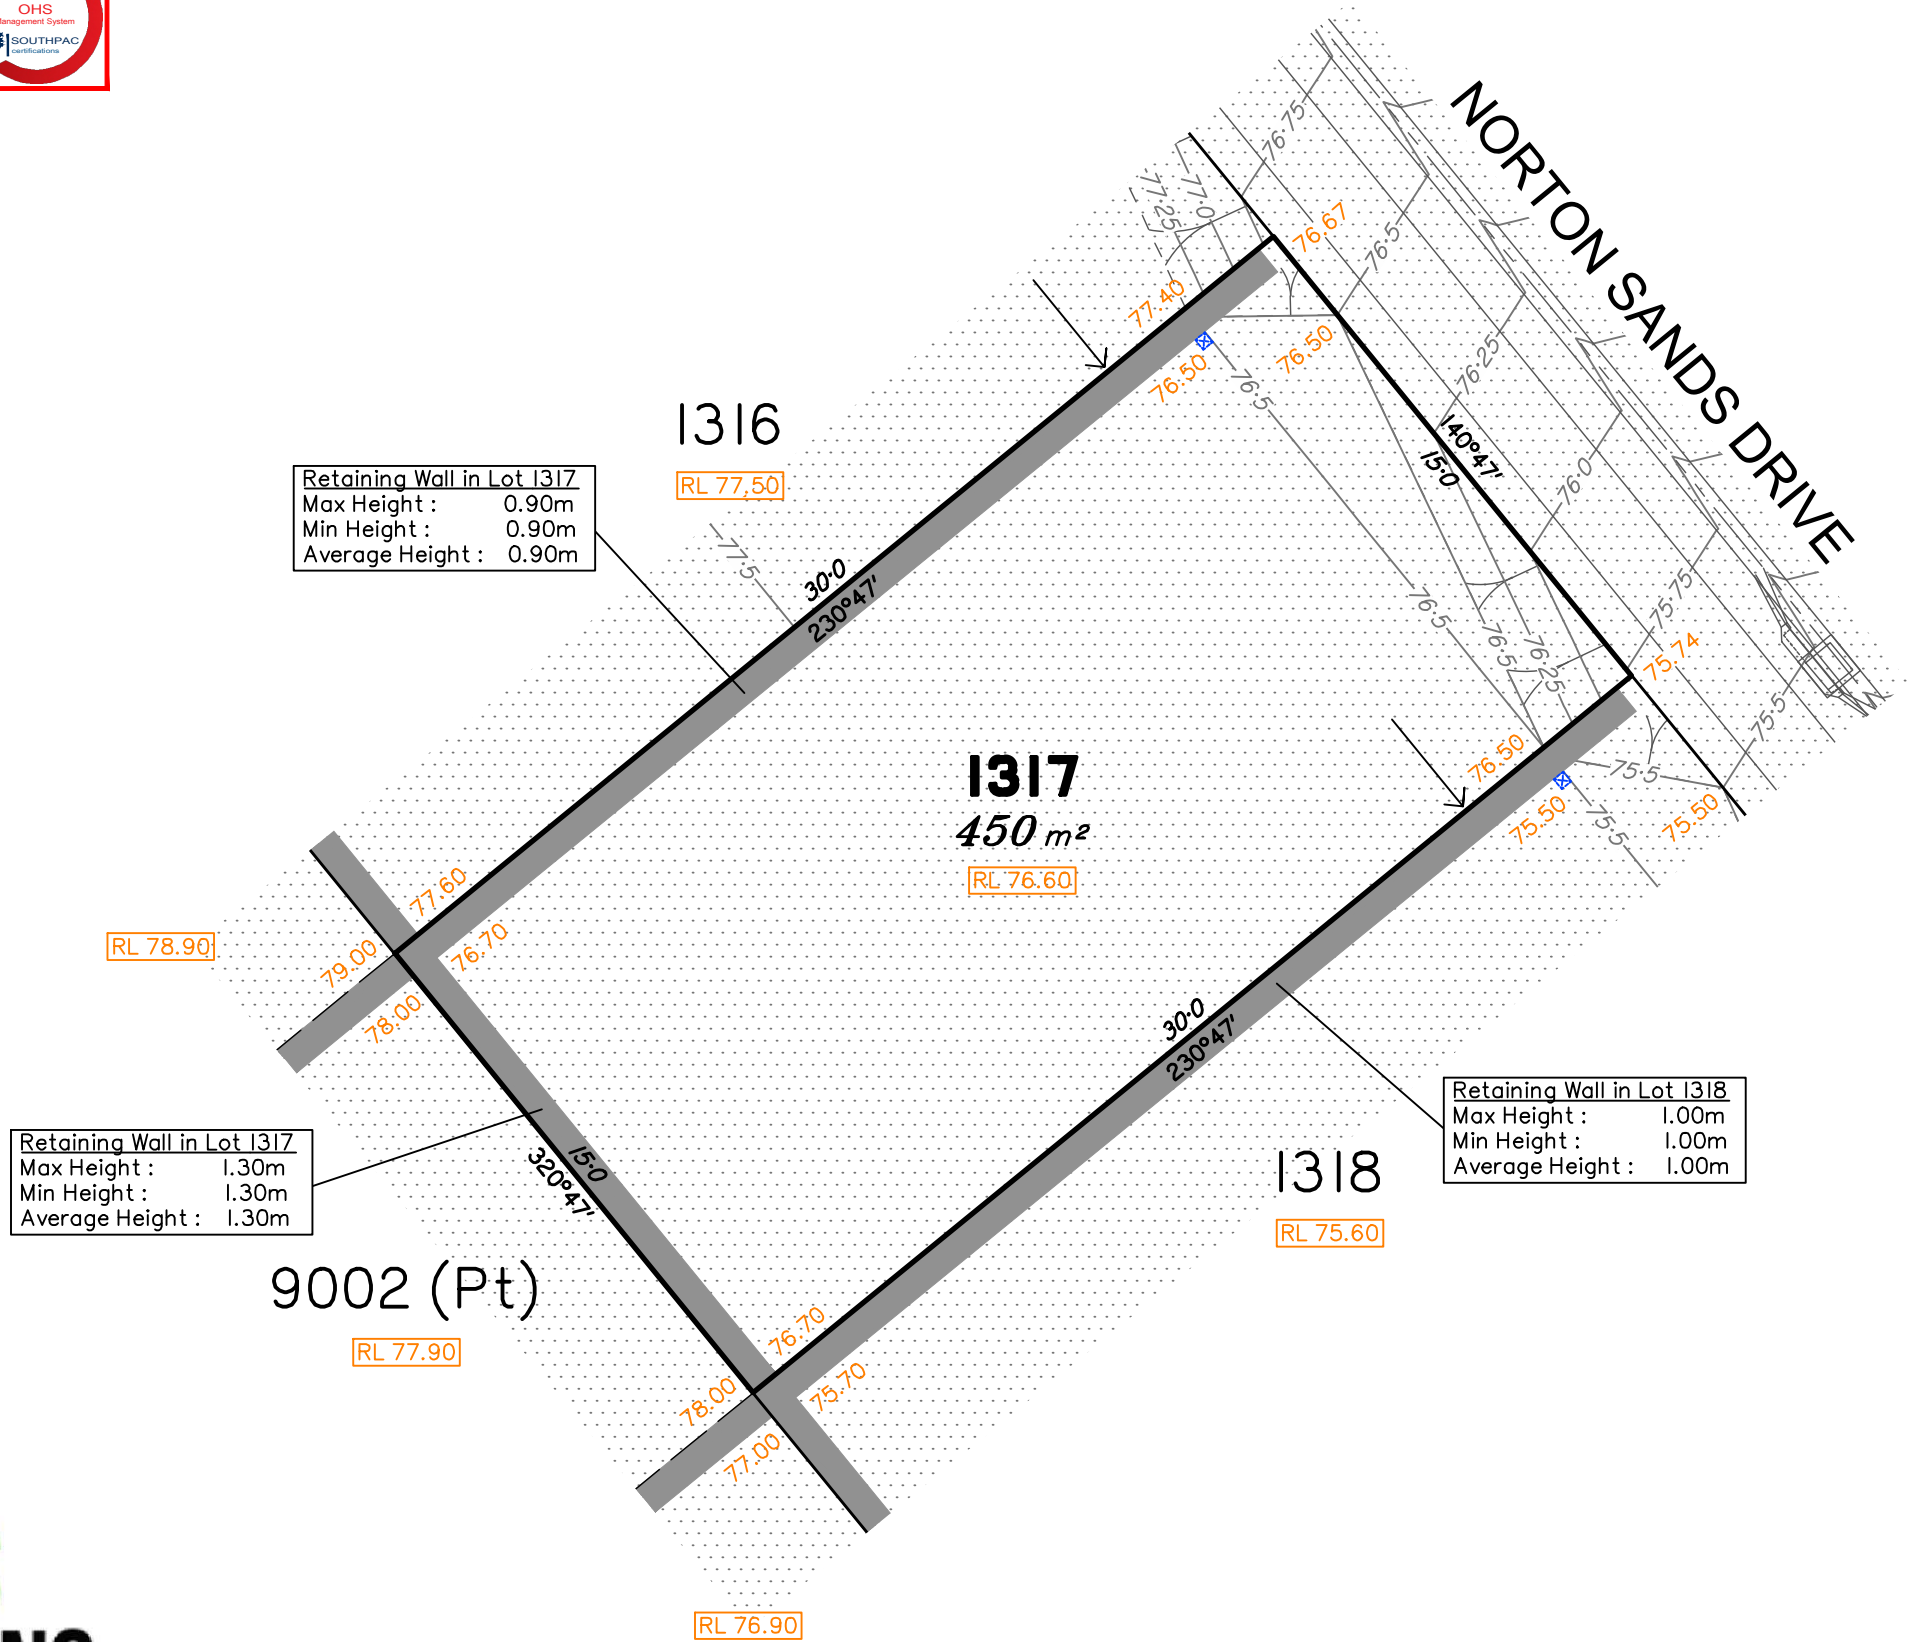 OHS
Management System
SOUTHPAC
certifications
NORTON SANDS DRIVE
76·75
77·0
77·25
76.67
76·5
77.40
76.50
76.50
76·5
76·25
140°47'
15·0
76·0
1316
RL 77.50
Retaining Wall in Lot 1317
Max Height : 0.90m
Min Height : 0.90m
Average Height : 0.90m
77·5
30·0
230°47'
76·5
76·5
76·25
75·75
75.74
75·5
76.50
75·5
75.50
75·5
75.50
1317
450 m²
RL 76.60
77.60
76.70
79.00
78.00
RL 78.90
30·0
230°47'
Retaining Wall in Lot 1318
Max Height : 1.00m
Min Height : 1.00m
Average Height : 1.00m
Retaining Wall in Lot 1317
Max Height : 1.30m
Min Height : 1.30m
Average Height : 1.30m
15·0
320°47'
1318
RL 75.60
9002 (Pt)
RL 77.90
76.70
75.70
78.00
77.00
RL 76.90